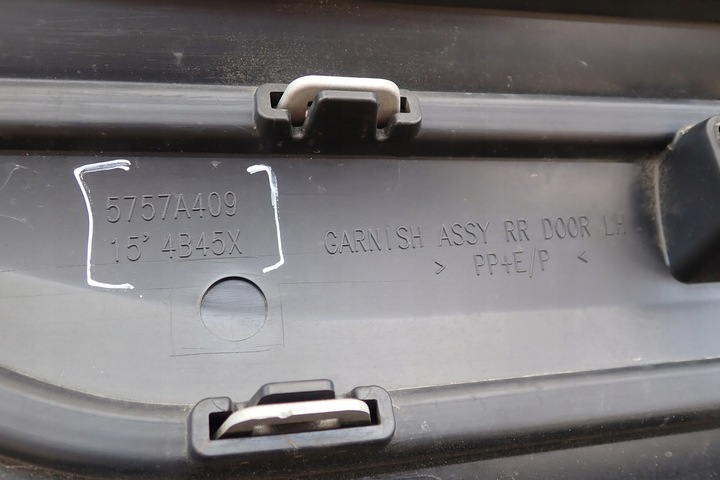 5757A409
15' 4B45X
GARNISH ASSY RR DOOR LH
> PP+E/P <